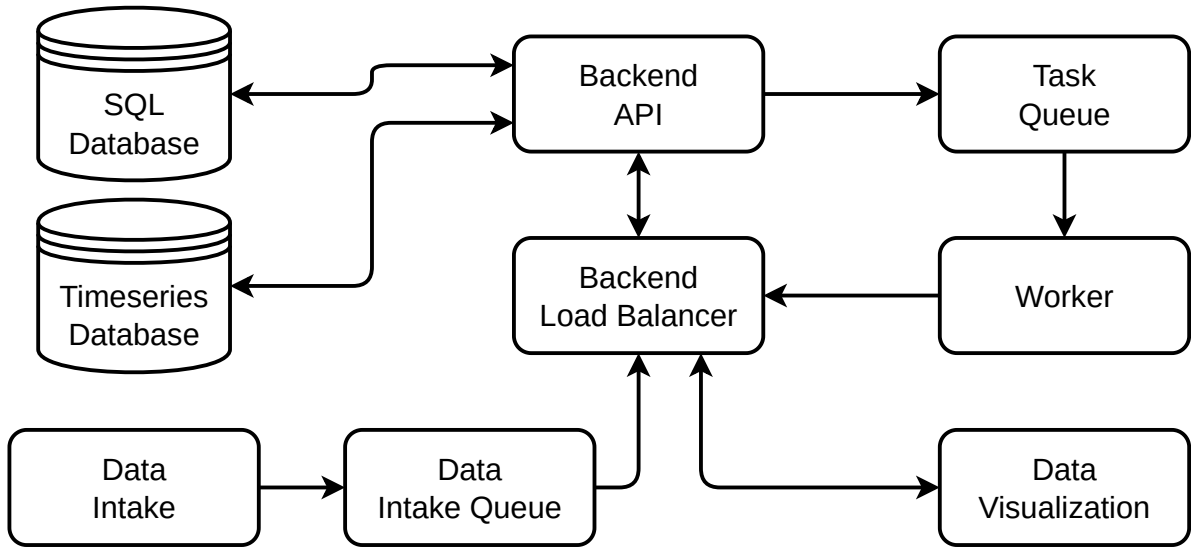 SQL
Database
Backend
API
Task
Queue
Timeseries
Database
Backend
Load Balancer
Worker
Data
Intake
Data
Intake Queue
Data
Visualization